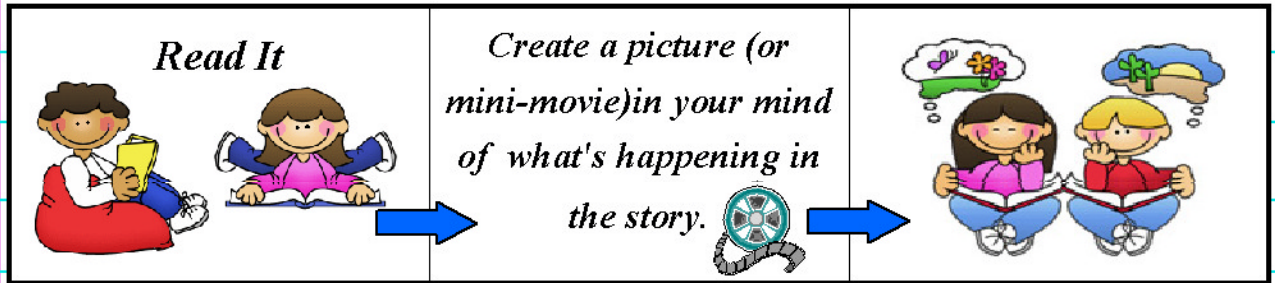 Read It
Create a picture (or
mini-movie)in your mind
of what's happening in
the story.